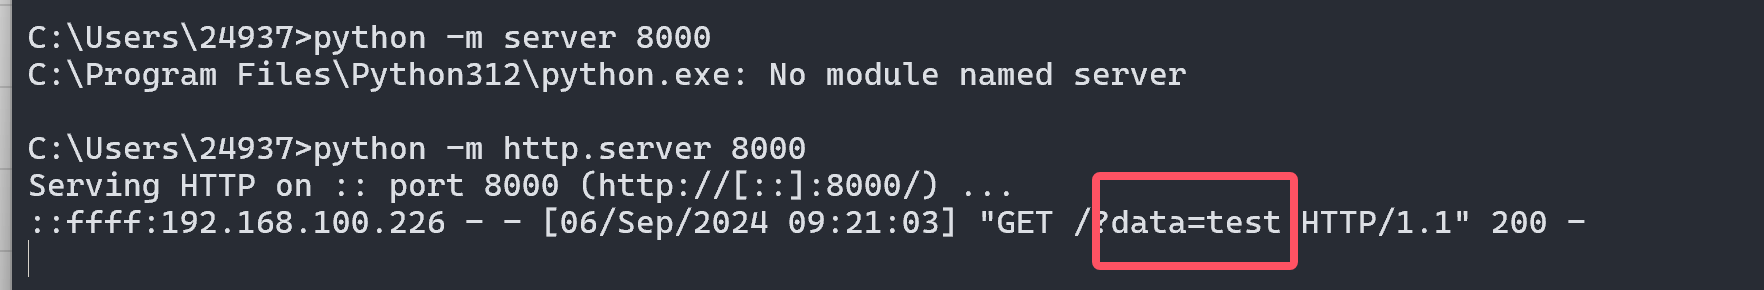 C:\Users\24937>python -m server 8000
C:\Program Files\Python312\python.exe: No module named server
C:\Users\24937>python -m http.server 8000
Serving HTTP on :: port 8000 (http://[::]:8000/) ...
::ffff:192.168.100.226 - - [06/Sep/2024 09:21:03] "GET /?data=test HTTP/1.1" 200 -